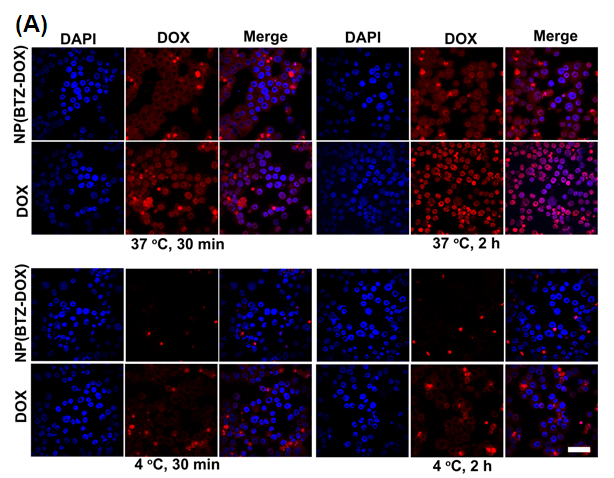 (A)
DAPI DOX Merge DAPI DOX Merge
NP(BTZ-DOX)
DOX
37 °C, 30 min 37 °C, 2 h
NP(BTZ-DOX)
DOX
4 °C, 30 min 4 °C, 2 h